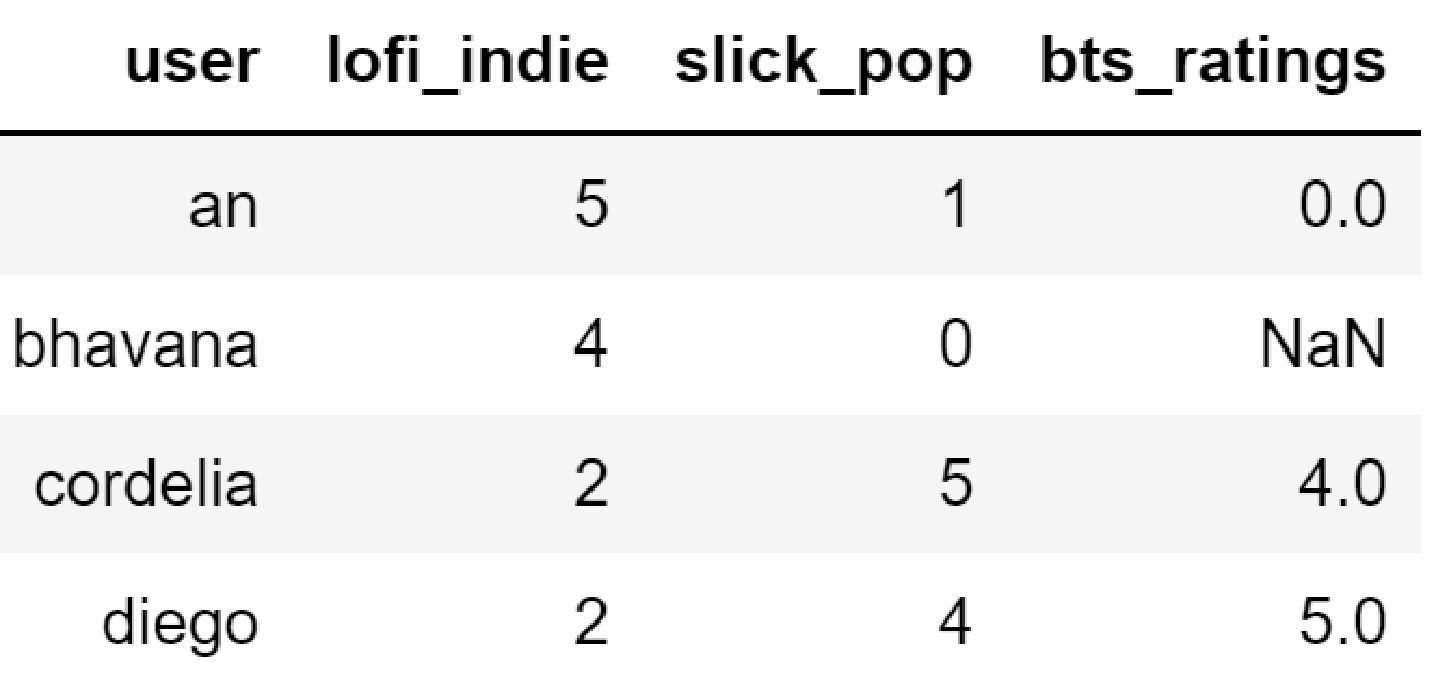 user lofi_indie slick_pop bts_ratings
an 5 1 0.0
bhavana 4 0 NaN
cordelia 2 5 4.0
diego 2 4 5.0